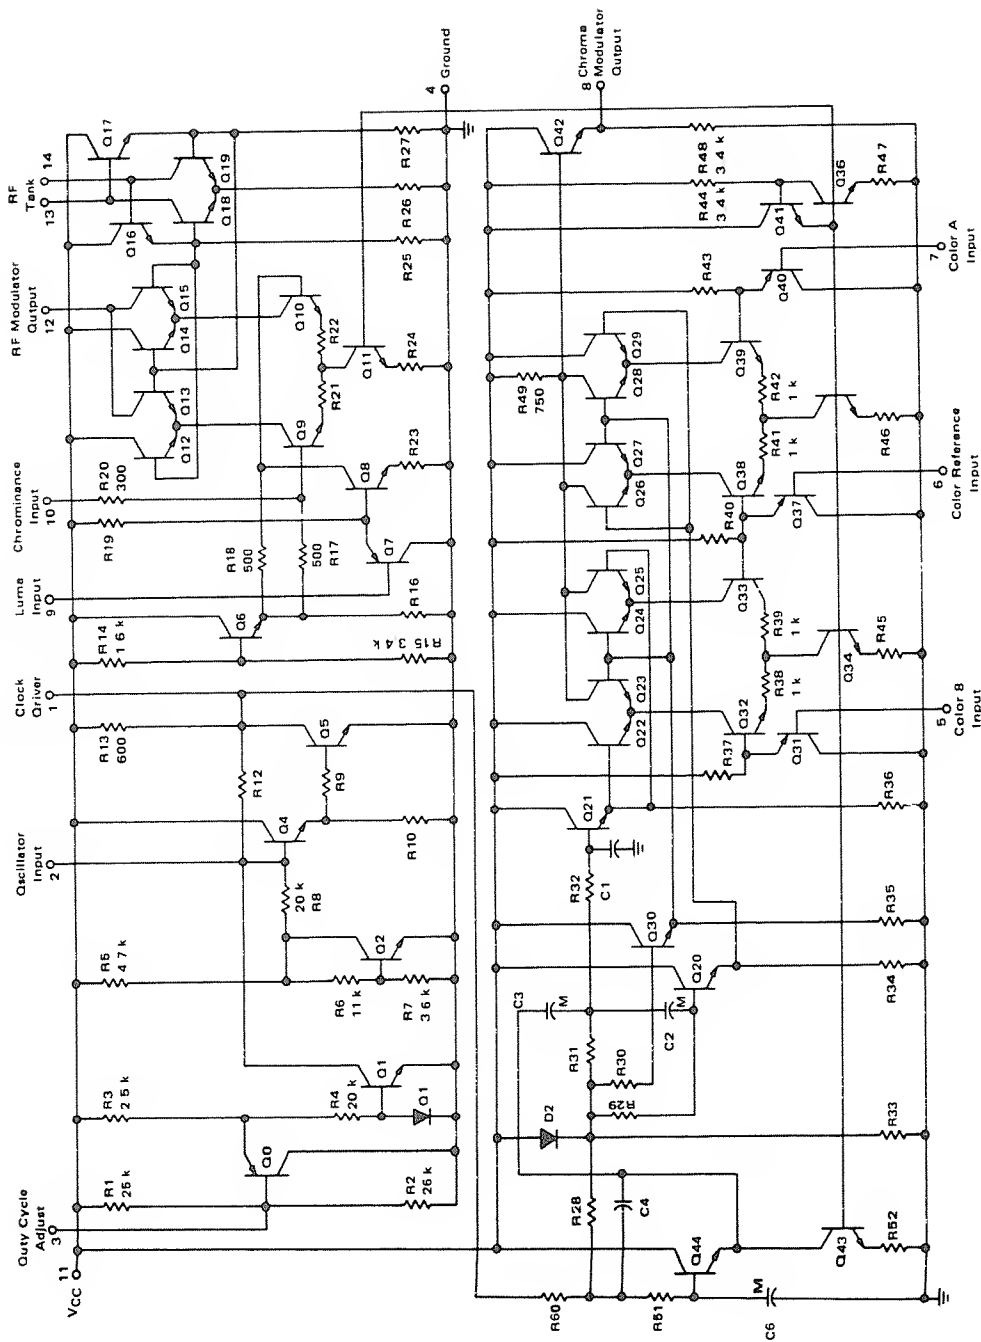 VCC
11
Quty Cycle
Adjust
3
R1
25 k
R2
26 k
Q0
R3
2 5 k
R4
20 k
Q1
Q1
R5
4 7 k
R6
11 k
R7
3 6 k
Q2
R8
20 k
Qscillator
Input
2
Q4
R10
R9
R12
Q5
R13
600
Clock
Qriver
1
R14
1 6 k
R15 3 4 k
Q6
R16
Luma
Input
9
R18
500
R17
500
Q7
R19
Chrominance
Input
10
R20
300
Q8
R23
Q9
R21
R22
Q10
Q11
R24
Q12
Q13
Q14
Q15
RF Modulator
Qutput
12
RF
Tank
13
14
Q16
Q17
Q18
Q19
R25
R26
R27
4 Ground
R60
R51
C6
M
Q44
R28
C4
Q43
R52
D2
R33
R29
R30
R31
C3
M
C2
M
Q20
R34
Q30
R35
R32
C1
Q21
R36
R37
Q31
5
Color 8
Input
Q22
Q23
Q32
R38
1 k
R39
1 k
Q34
R45
Q24
Q25
Q33
R40
Q37
6
Color Reference
Input
Q26
Q27
Q38
R41
1 k
R42
1 k
R46
R49
750
Q28
Q29
Q39
R43
Q40
7
Color A
Input
R44
3 4 k
Q41
Q36
R47
R48
3 4 k
Q42
8 Chroma
Modulator
Qutput